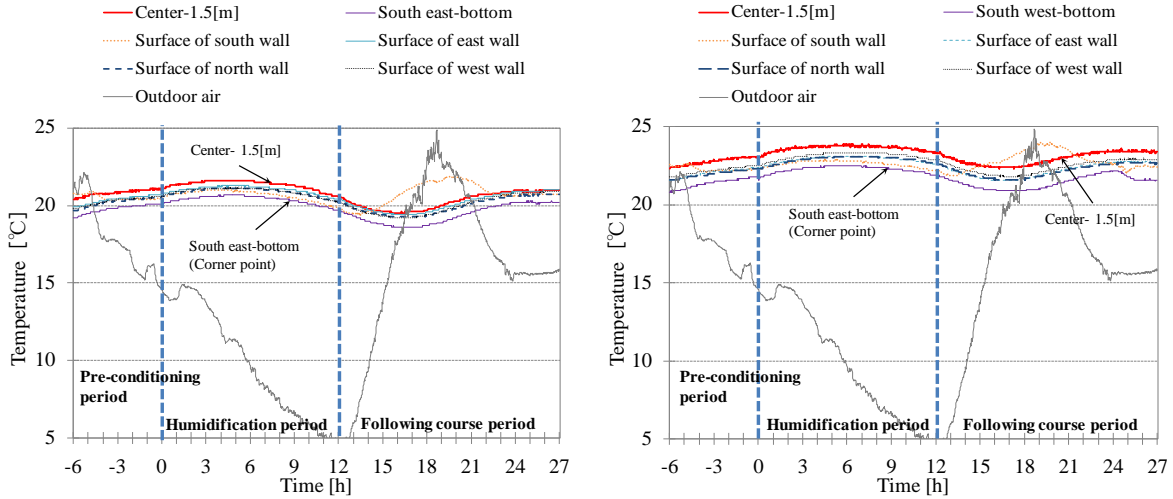 Center-1.5[m]
South east-bottom
Surface of south wall
Surface of east wall
Surface of north wall
Surface of west wall
Outdoor air
25
20
15
10
5
Temperature [℃]
Center- 1.5[m]
South east-bottom
(Corner point)
Pre-conditioning
period
Humidification period
Following course period
-6 -3 0 3 6 9 12 15 18 21 24 27
Time [h]
Center-1.5[m]
South west-bottom
Surface of south wall
Surface of east wall
Surface of north wall
Surface of west wall
Outdoor air
25
20
15
10
5
Temperature [℃]
South east-bottom
(Corner point)
Center- 1.5[m]
Pre-conditioning
period
Humidification period
Following course period
-6 -3 0 3 6 9 12 15 18 21 24 27
Time [h]